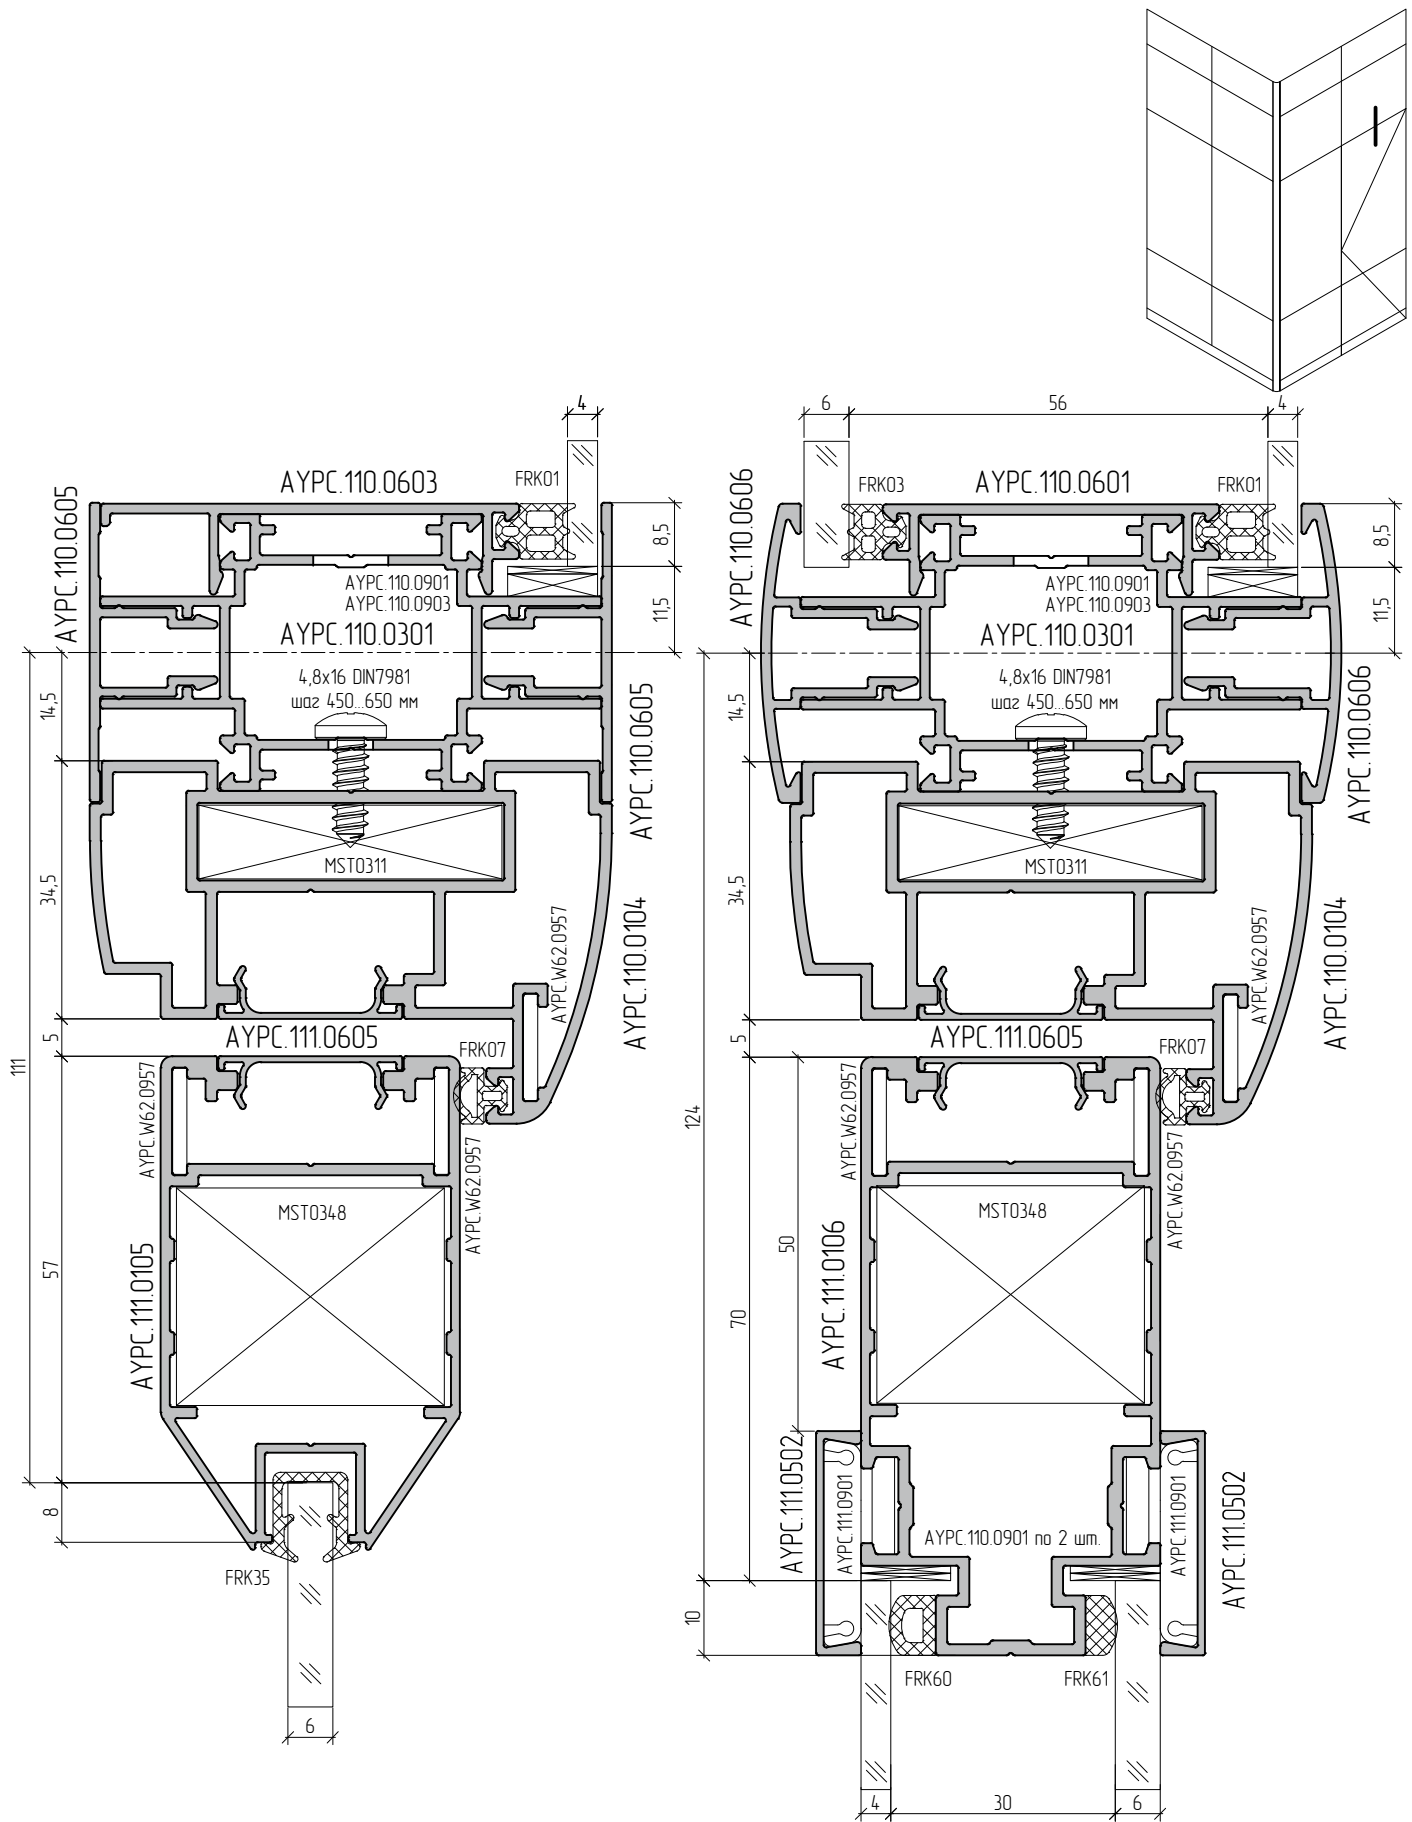 4
AYPC.110.0603
FRK01
AYPC.110.0605
8,5
11,5
AYPC.110.0901
AYPC.110.0903
AYPC.110.0301
4,8x16 DIN7981
шаг 450...650 мм
14,5
AYPC.110.0605
MST0311
34,5
AYPC.W62.0957
AYPC.110.0104
5
AYPC.111.0605
FRK07
111
AYPC.W62.0957
AYPC.W62.0957
MST0348
57
AYPC.111.0105
8
FRK35
6
6
56
4
AYPC.110.0606
FRK03
AYPC.110.0601
FRK01
8,5
11,5
AYPC.110.0901
AYPC.110.0903
AYPC.110.0301
4,8x16 DIN7981
шаг 450...650 мм
14,5
AYPC.110.0606
MST0311
34,5
AYPC.W62.0957
AYPC.110.0104
5
AYPC.111.0605
FRK07
124
AYPC.W62.0957
AYPC.W62.0957
MST0348
50
70
AYPC.111.0106
AYPC.111.0502
AYPC.111.0901
AYPC.110.0901 по 2 шт.
AYPC.111.0901
AYPC.111.0502
10
FRK60
FRK61
4
30
6